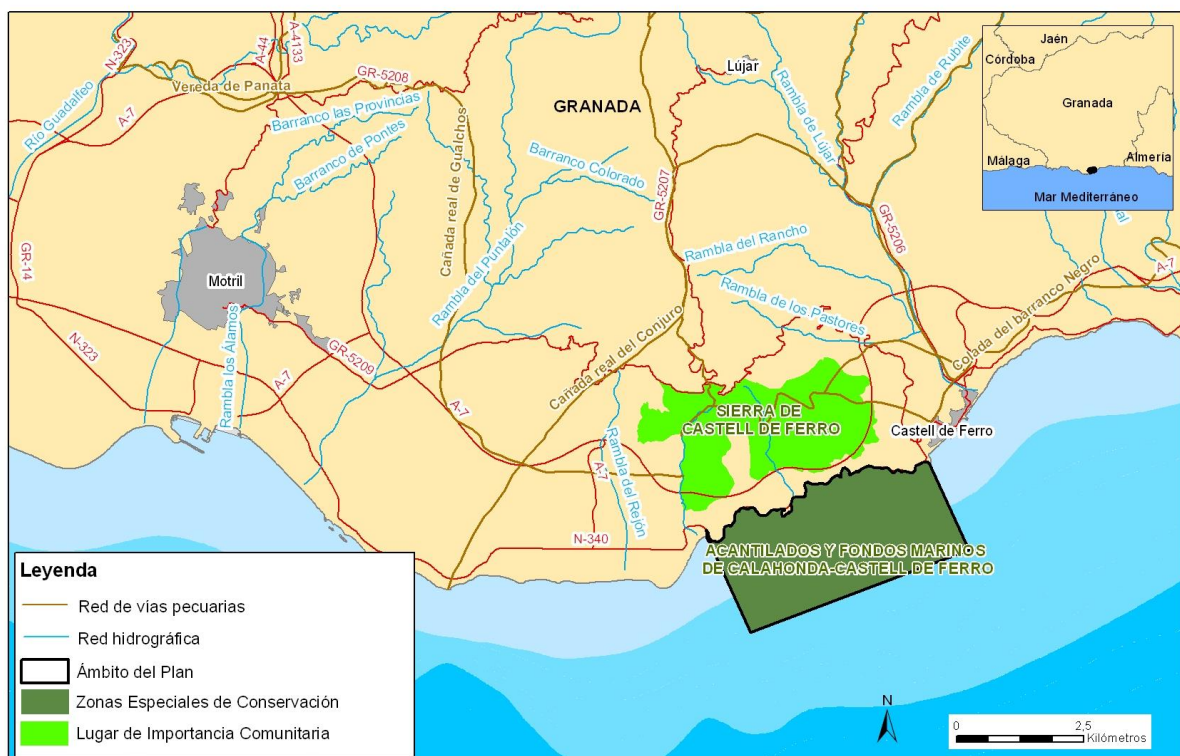 N-323
A-44
A-4133
GR-5208
Vereda de Panata
Río Guadalfeo
A-7
Barranco las Provincias
Barranco de Pontes
GRANADA
Lújar
Rambla de Lújar
Rambla de Rubite
Barranco Colorado
Cañada real de Gualchos
GR-5207
Rambla del Puntalón
Rambla del Rancho
GR-5206
GR-14
Motril
Rambla de los Pastores
Colada del barranco Negro
A-7
N-323
Rambla los Álamos
A-7
GR-5209
Cañada real del Conjuro
A-7
SIERRA DE
CASTELL DE FERRO
Castell de Ferro
A-7
Rambla del Rejón
N-340
ACANTILADOS Y FONDOS MARINOS
DE CALAHONDA-CASTELL DE FERRO
Jaén
Córdoba
Granada
Málaga
Almería
Mar Mediterráneo
Leyenda
Red de vías pecuarias
Red hidrográfica
Ámbito del Plan
Zonas Especiales de Conservación
Lugar de Importancia Comunitaria
N
0
2,5
Kilómetros